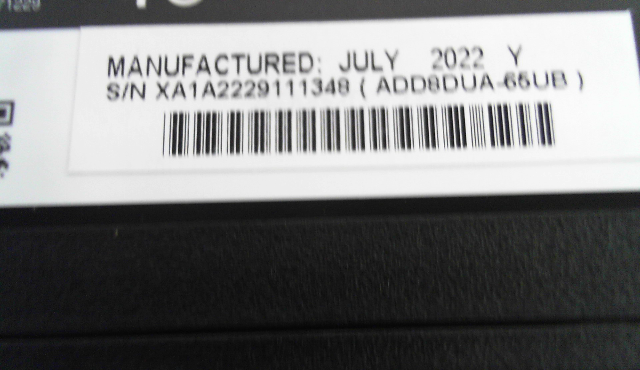 MANUFACTURED: JULY 2022 Y
S/N XA1A2229111348 ( ADD8DUA-65UB )